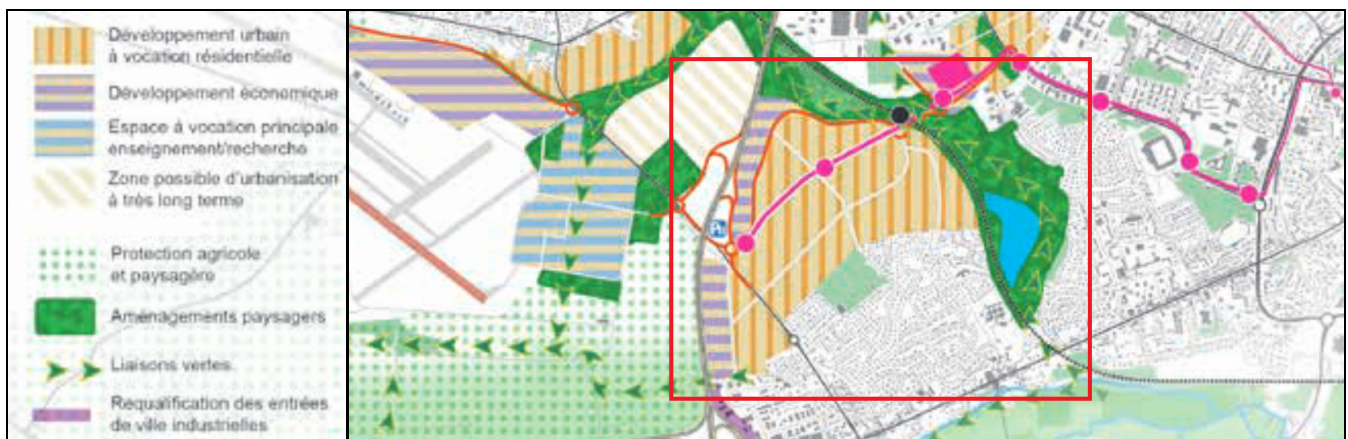 Développement urbain
à vocation résidentielle
Développement économique
Espace à vocation principale
enseignement/recherche
Zone possible d'urbanisation
à très long terme
Protection agricole
et paysagère
Aménagements paysagers
Liaisons vertes
Requalification des entrées
de ville industrielles